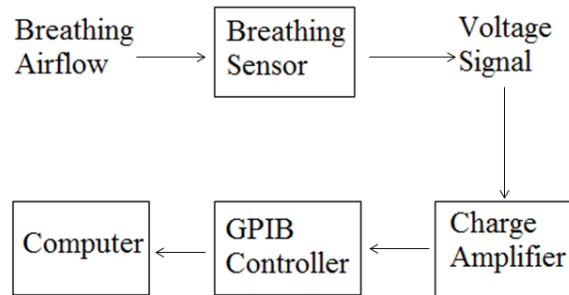 Breathing
Airflow
Breathing
Sensor
Voltage
Signal
Charge
Amplifier
GPIB
Controller
Computer